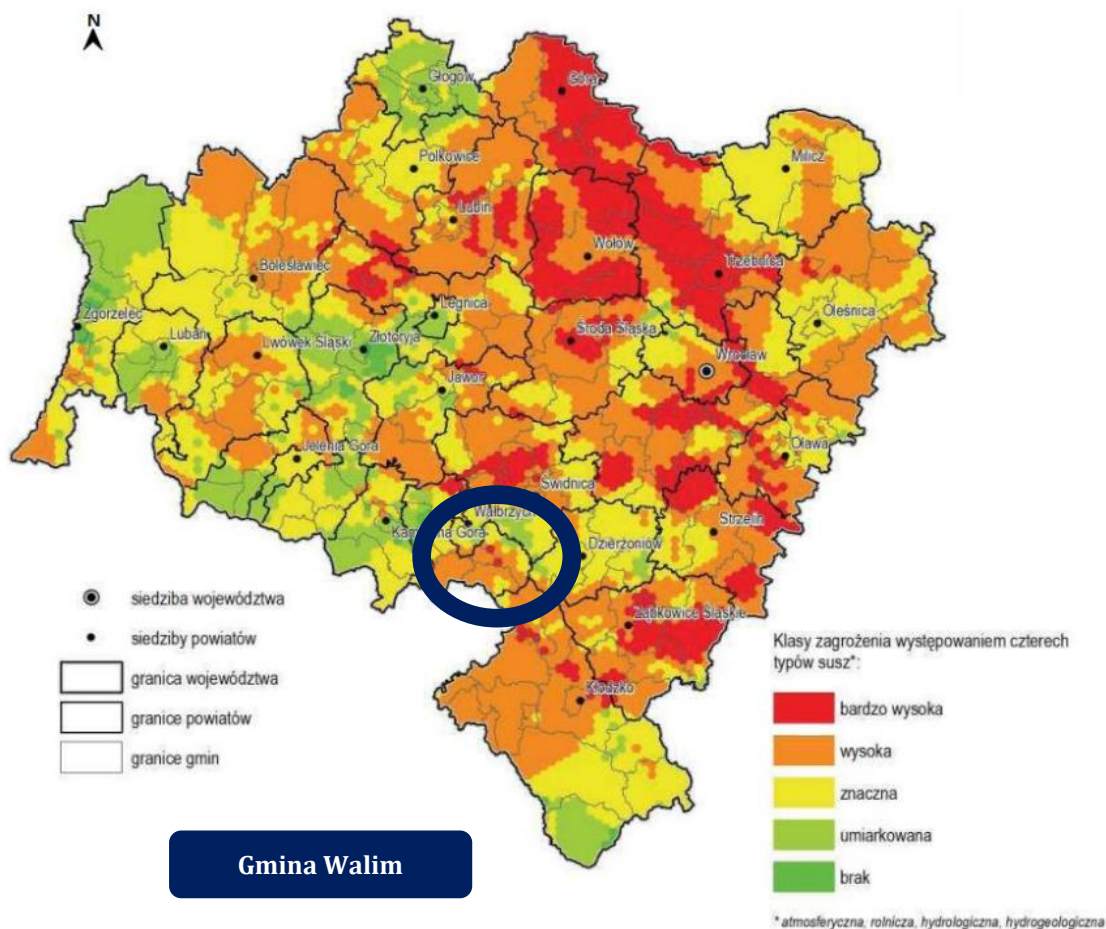 N
Głogów
Góra
Polkowice
Milicz
Lubin
Wołów
Trzebnica
Bolesławiec
Legnica
Zgorzelec
Lubań
Lwówek Śląski
Złotoryja
Środa Śląska
Oleśnica
Wrocław
Jawor
Jelenia Góra
Oława
Świdnica
Wałbrzych
Strzelin
Kamienna Góra
Dzierżoniów
Ząbkowice Śląskie
Kłodzko
siedziba województwa
siedziby powiatów
granica województwa
granice powiatów
granice gmin
Gmina Walim
Klasy zagrożenia występowaniem czterech
typów susz*:
bardzo wysoka
wysoka
znaczna
umiarkowana
brak
* atmosferyczna, rolnicza, hydrologiczna, hydrogeologiczna